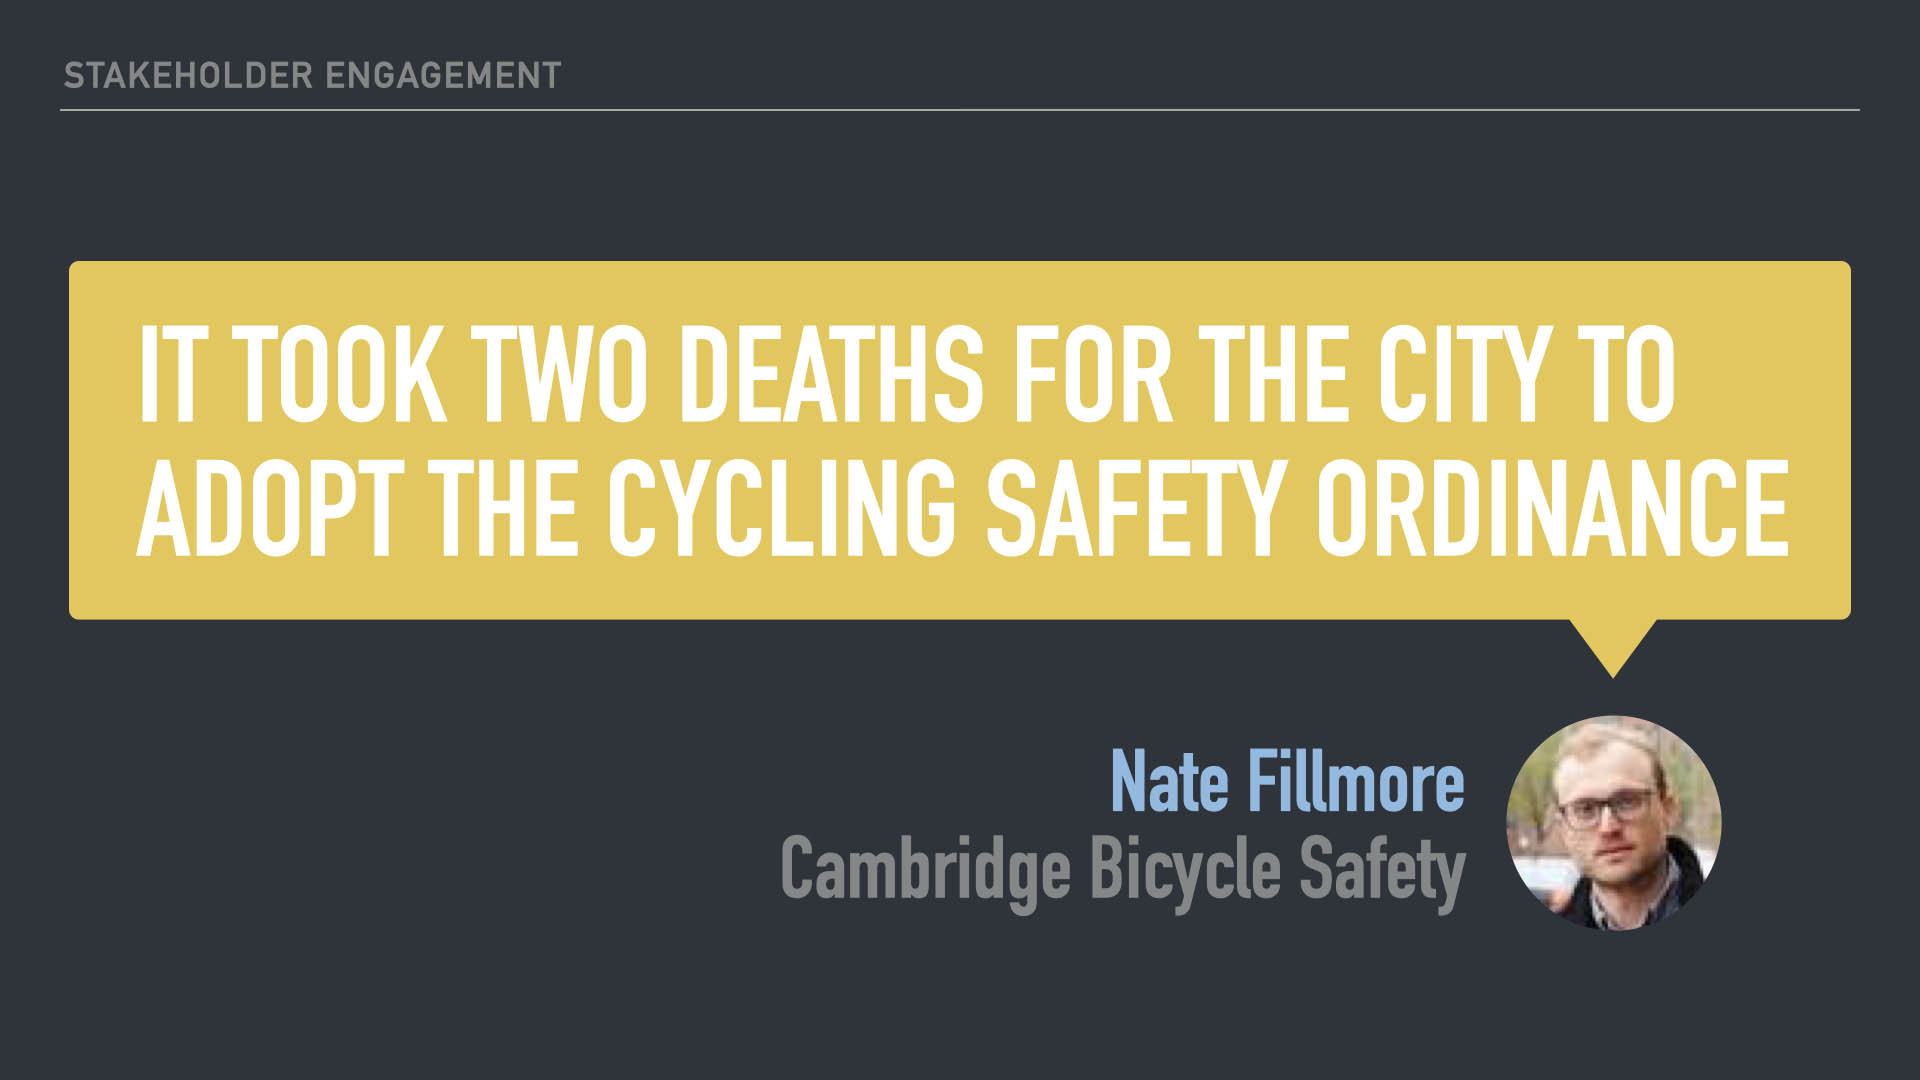 STAKEHOLDER ENGAGEMENT
IT TOOK TWO DEATHS FOR THE CITY TO
ADOPT THE CYCLING SAFETY ORDINANCE
Nate Fillmore
Cambridge Bicycle Safety